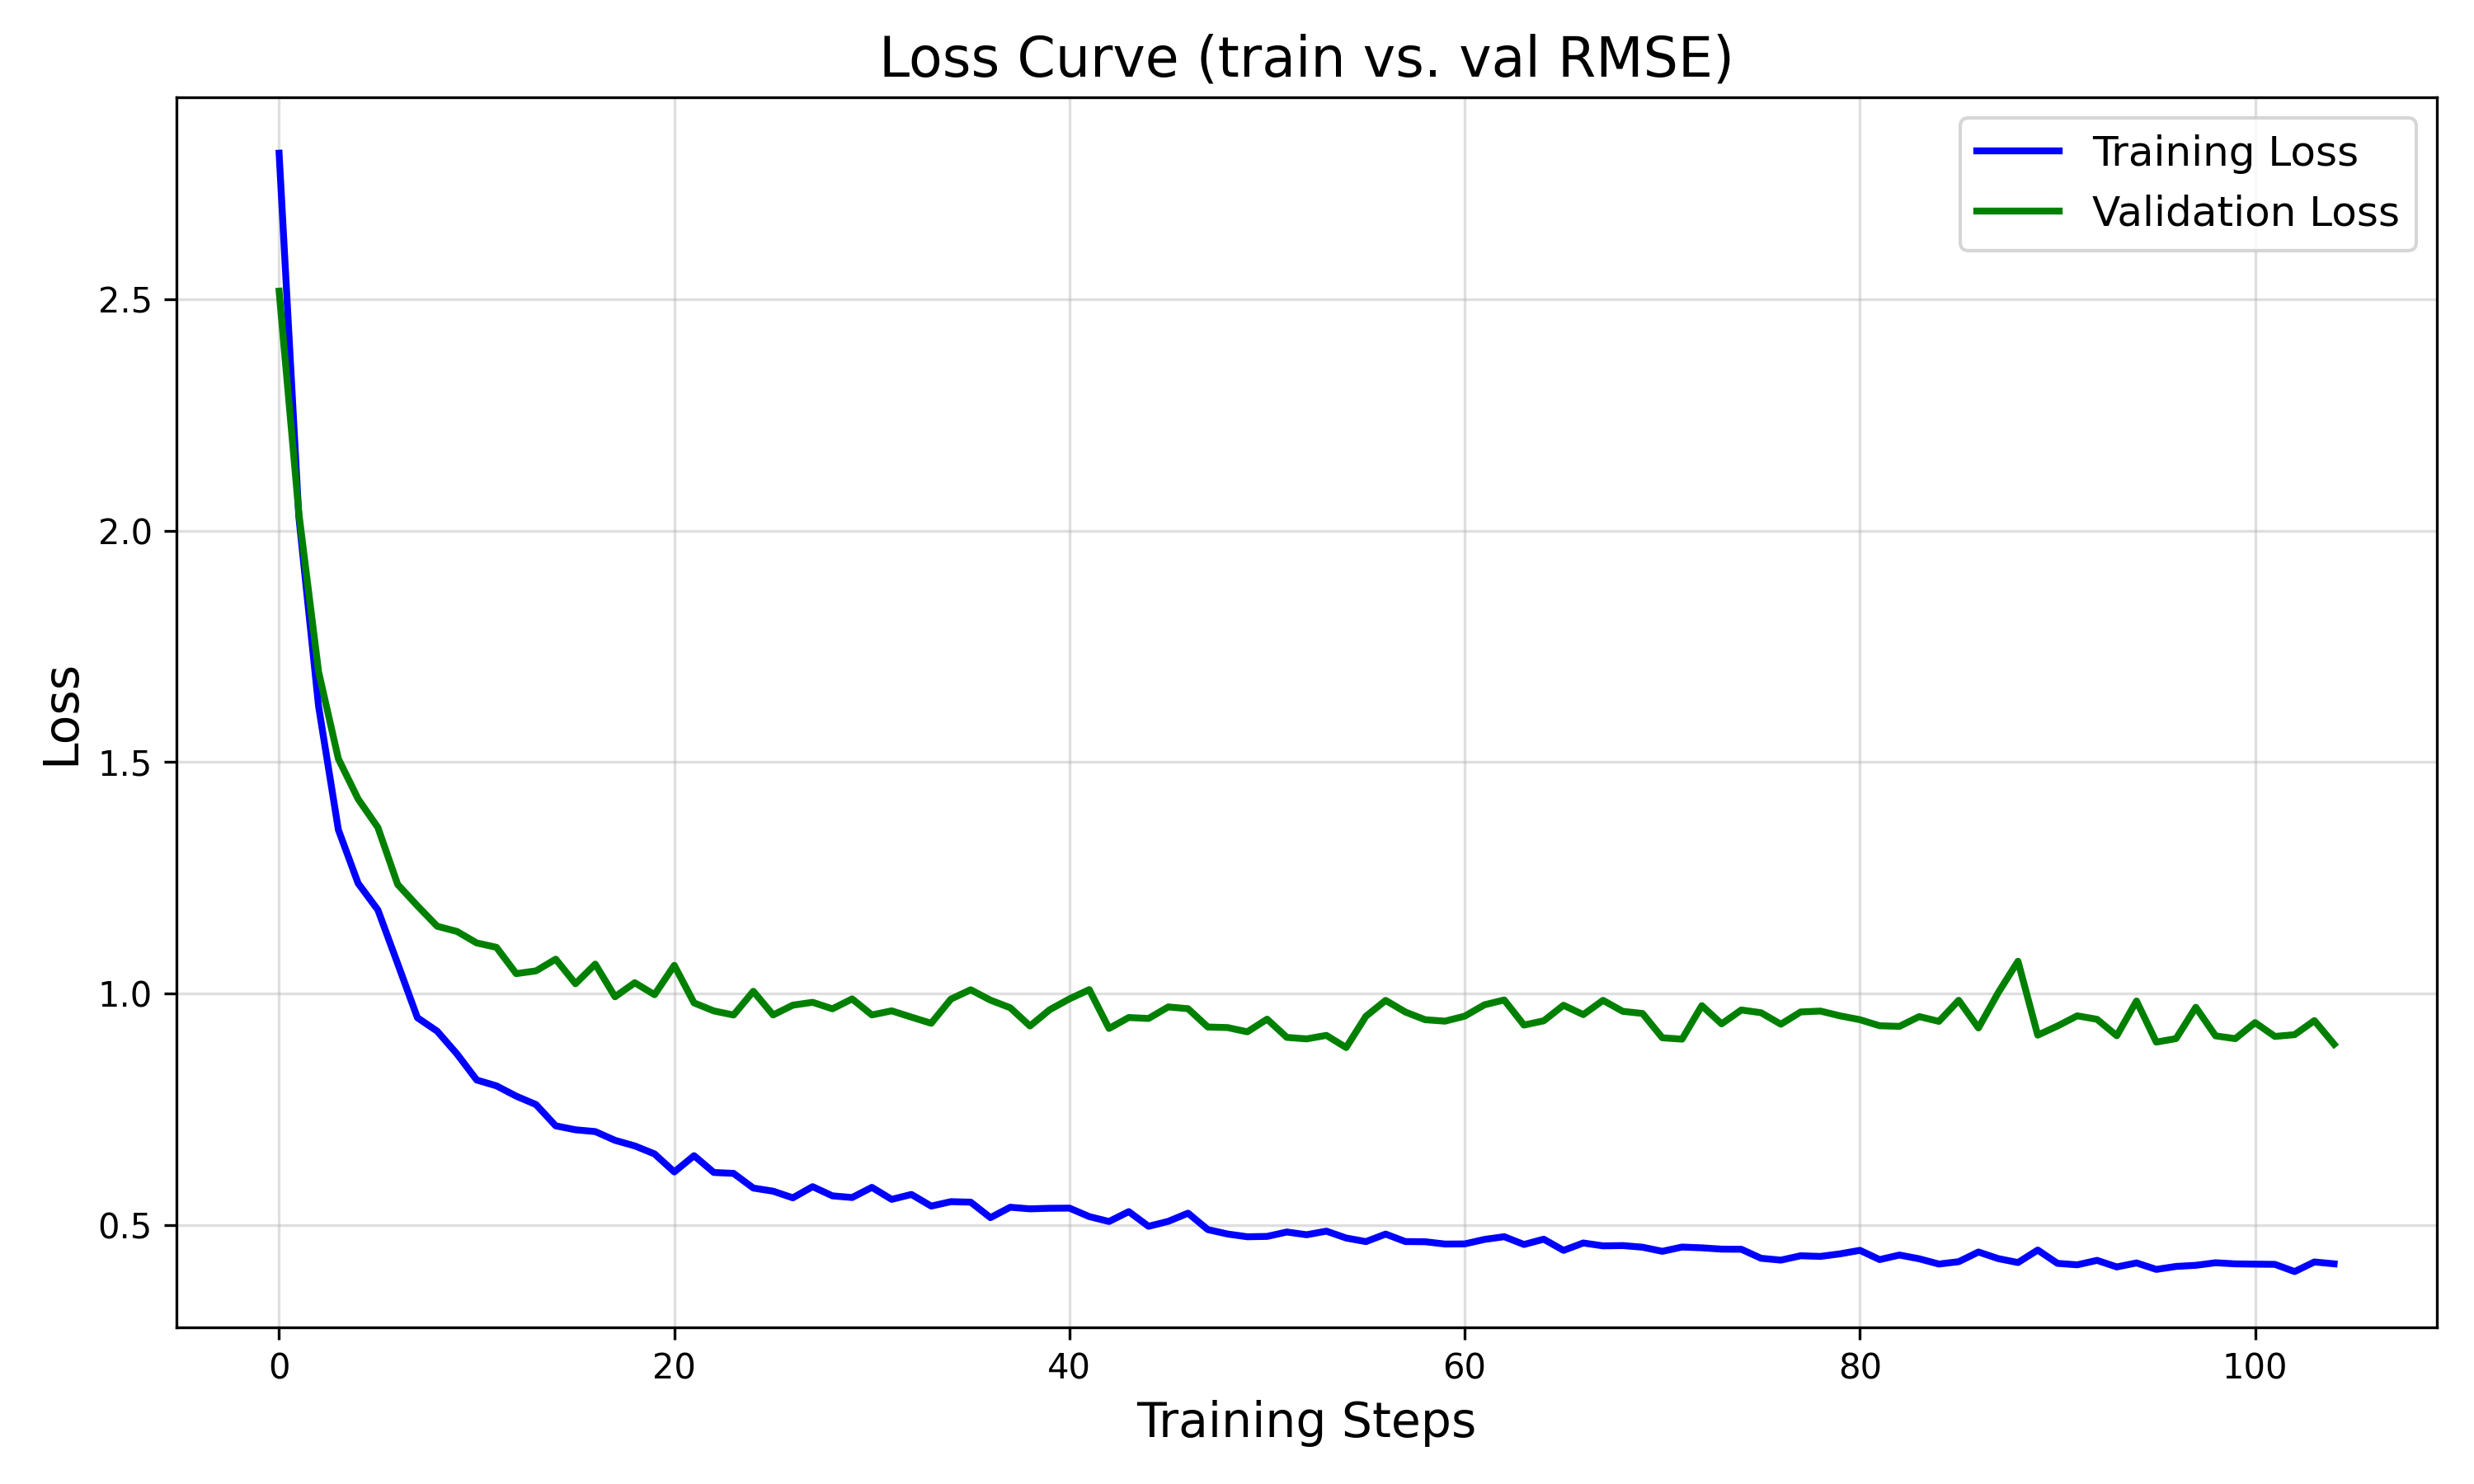 Loss Curve (train vs. val RMSE)
Training Loss
Validation Loss
Loss
2.5
2.0
1.5
1.0
0.5
0 20 40 60 80 100
Training Steps